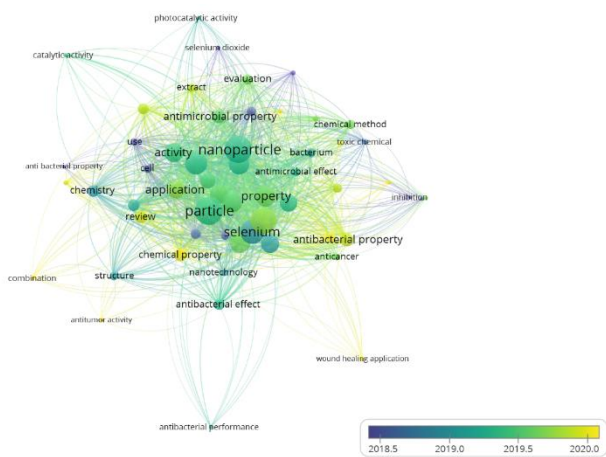 photocatalytic activity
selenium dioxide
catalytic activity
extract
evaluation
antimicrobial property
chemical method
use
nanoparticle
toxic chemical
activity
bacterium
anti bacterial property
cell
antimicrobial effect
chemistry
application
property
inhibition
particle
review
selenium
antibacterial property
chemical property
anticancer
combination
structure
nanotechnology
antibacterial effect
antitumor activity
wound healing application
antibacterial performance
2018.5 2019.0 2019.5 2020.0